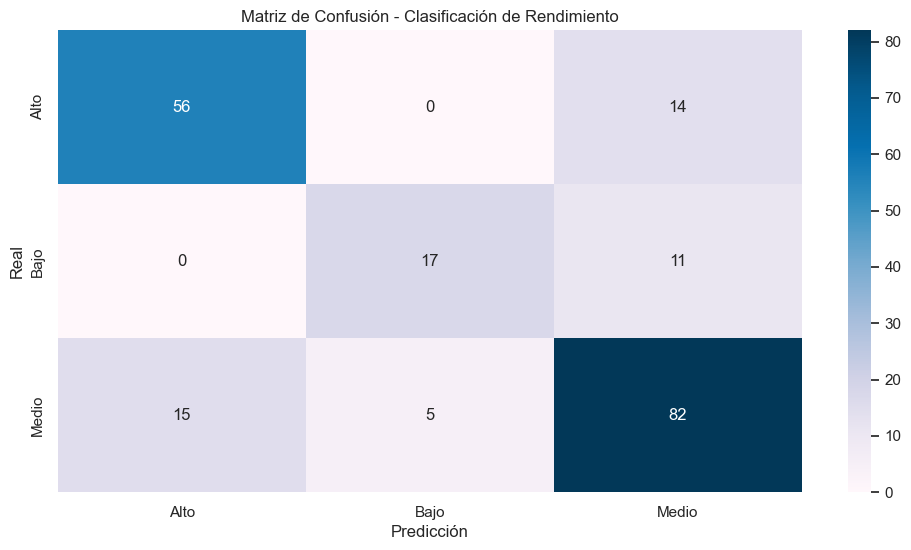 Matriz de Confusión - Clasificación de Rendimiento
Real
Alto
56
0
14
Bajo
0
17
11
Medio
15
5
82
Alto
Bajo
Medio
Predicción
80
70
60
50
40
30
20
10
0